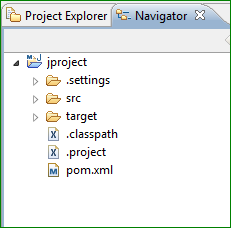 Project Explorer Navigator
jproject
.settings
src
target
.classpath
.project
pom.xml